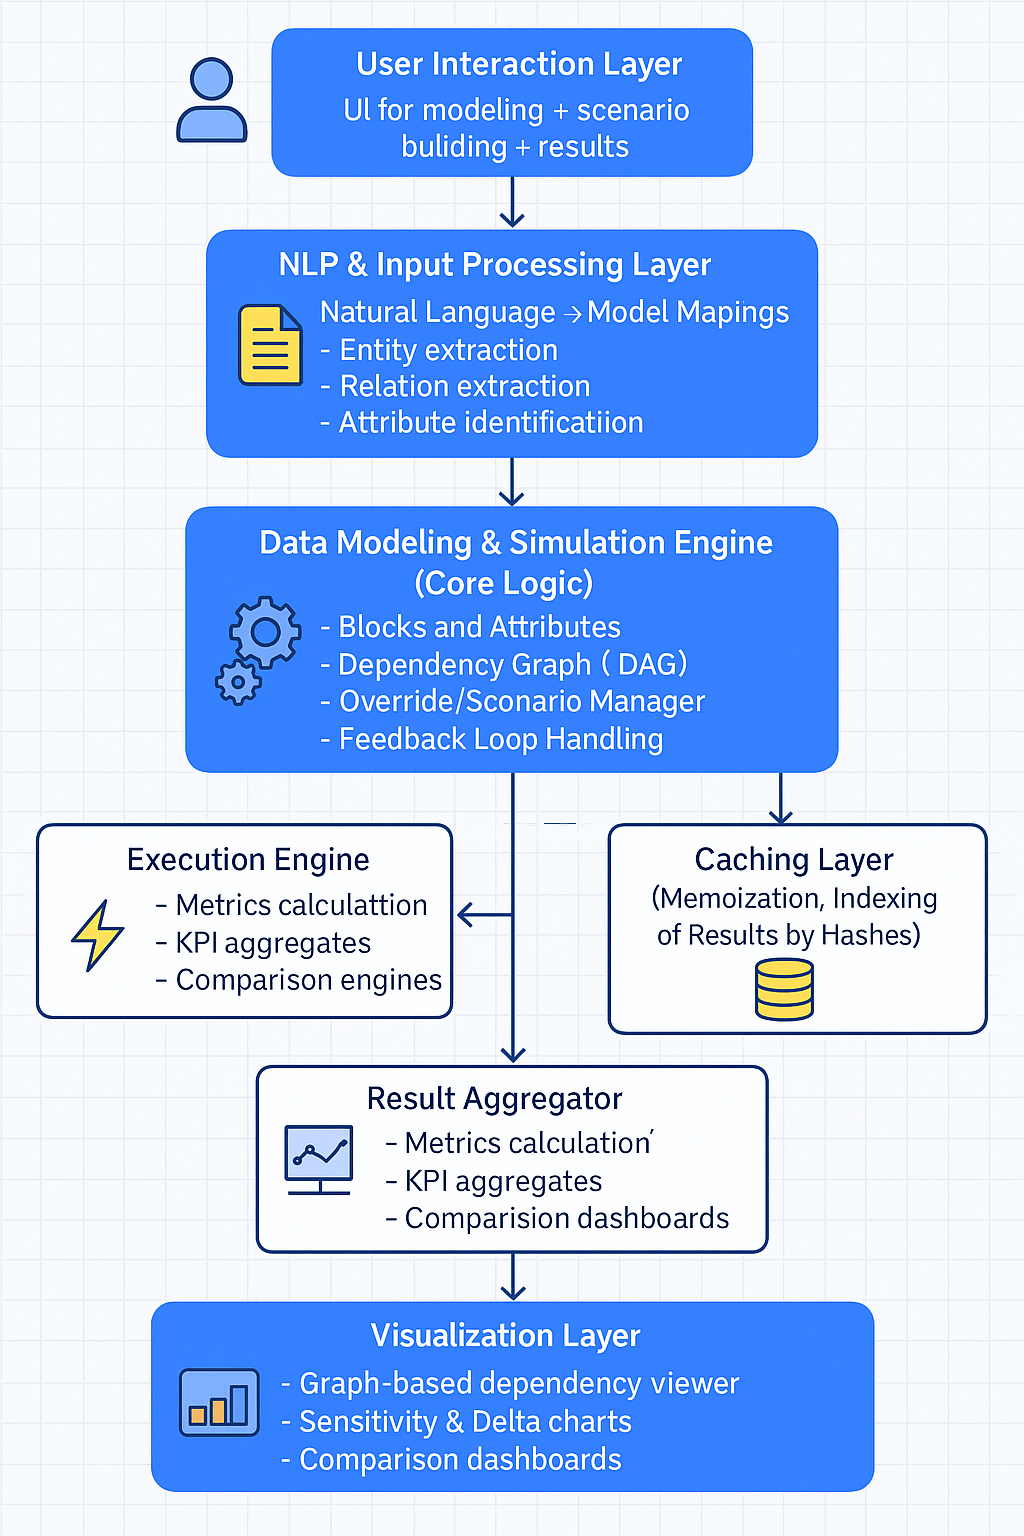 User Interaction Layer
UI for modeling + scenario
buliding + results
NLP & Input Processing Layer
Natural Language → Model Mapings
- Entity extraction
- Relation extraction
- Attribute identificatiion
Data Modeling & Simulation Engine
(Core Logic)
- Blocks and Attributes
- Dependency Graph ( DAG)
- Override/Sconario Manager
- Feedback Loop Handling
Execution Engine
- Metrics calculattion
- KPI aggregates
- Comparison engines
Caching Layer
(Memoization, Indexing
of Results by Hashes)
Result Aggregator
- Metrics calculation′
- KPI aggregates
- Comparision dashboards
Visualization Layer
- Graph-based dependency viewer
- Sensitivity & Delta charts
- Comparison dashboards